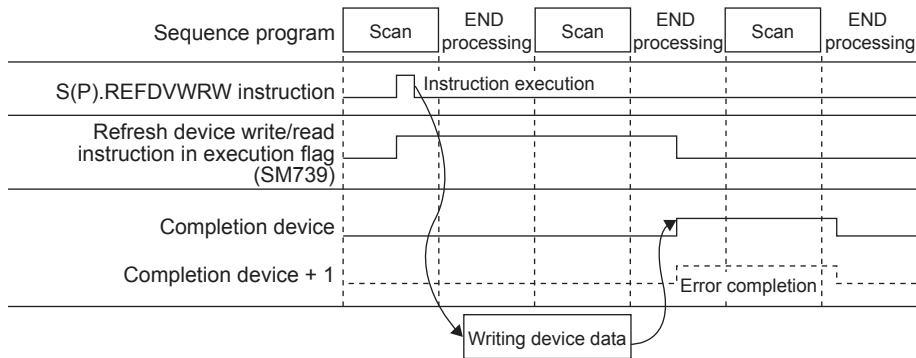 Sequence program
Scan
END
processing
Scan
END
processing
Scan
END
processing
S(P).REFDVWRW instruction
Instruction execution
Refresh device write/read
instruction in execution flag
(SM739)
Completion device
Completion device + 1
Error completion
Writing device data